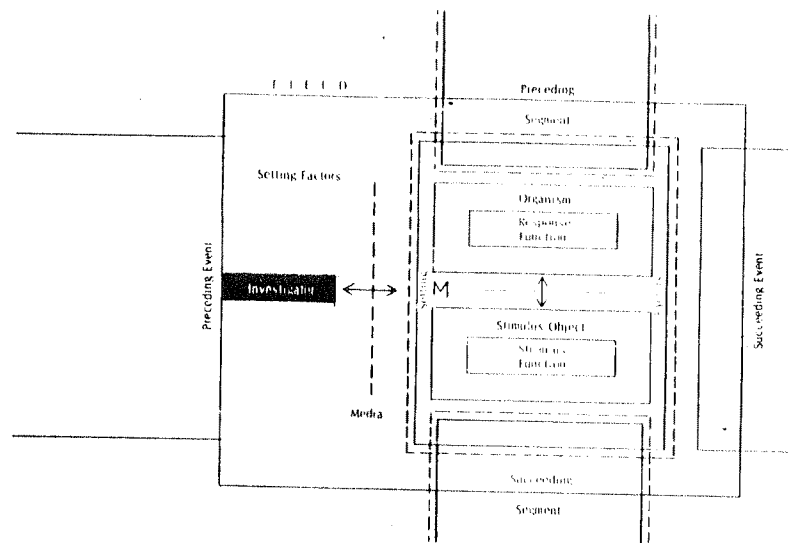 FIELD
Preceding
Segment
Setting Factors
Organism
Response
Function
Preceding Event
Investigator
Setting
M
Succeeding Event
Stimulus Object
Stimulus
Function
Media
Succeeding
Segment